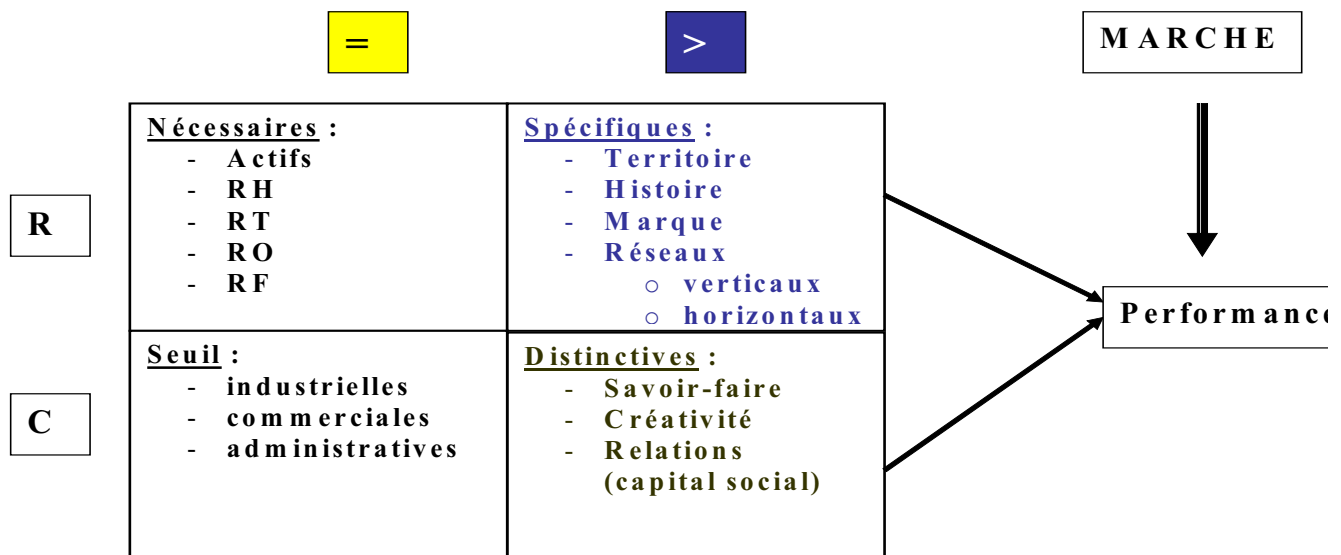 =
>
MARCHE
R
Nécessaires :
- Actifs
- RH
- RT
- RO
- RF
Spécifiques :
- Territoire
- Histoire
- Marque
- Réseaux
o verticaux
o horizontaux
Performance
C
Seuil :
- industrielles
- commerciales
- administratives
Distinctives :
- Savoir-faire
- Créativité
- Relations
(capital social)